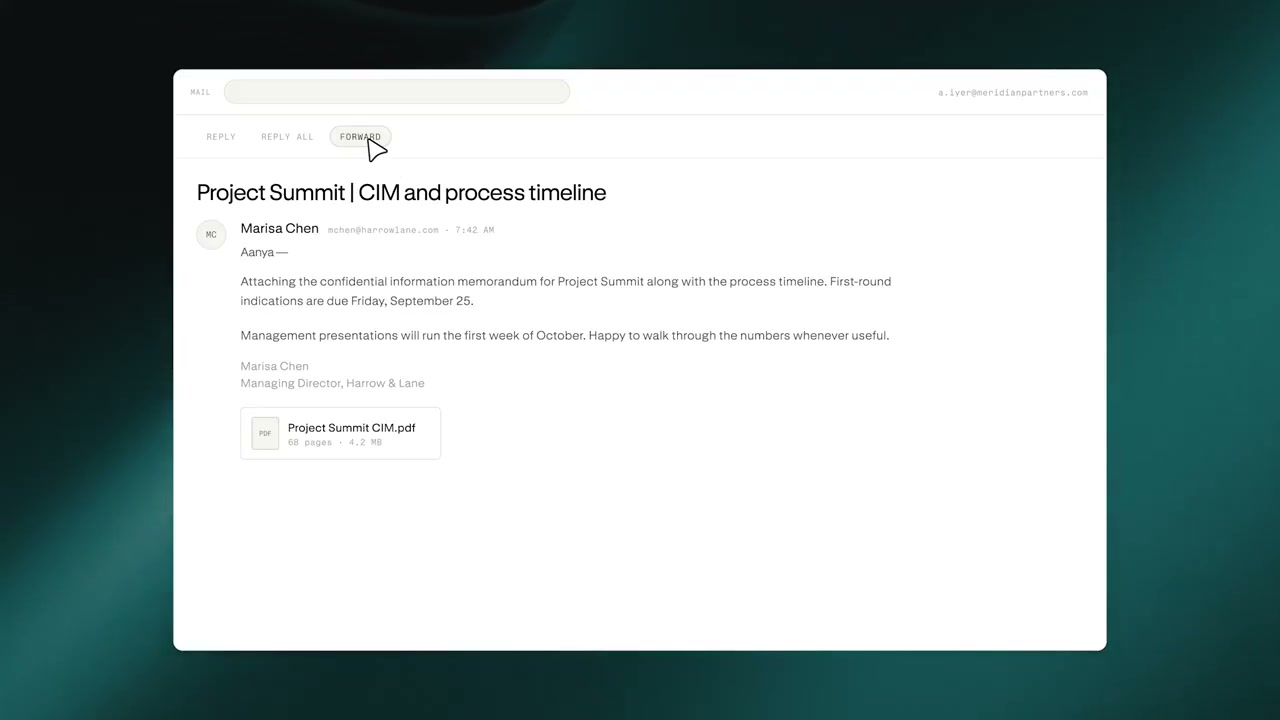 MAIL
a.iyer@meridianpartners.com
REPLY
REPLY ALL
FORWARD
Project Summit | CIM and process timeline
MC
Marisa Chen mchen@harrowlane.com · 7:42 AM
Aanya —
Attaching the confidential information memorandum for Project Summit along with the process timeline. First-round
indications are due Friday, September 25.
Management presentations will run the first week of October. Happy to walk through the numbers whenever useful.
Marisa Chen
Managing Director, Harrow & Lane
PDF
Project Summit CIM.pdf
68 pages · 4.2 MB